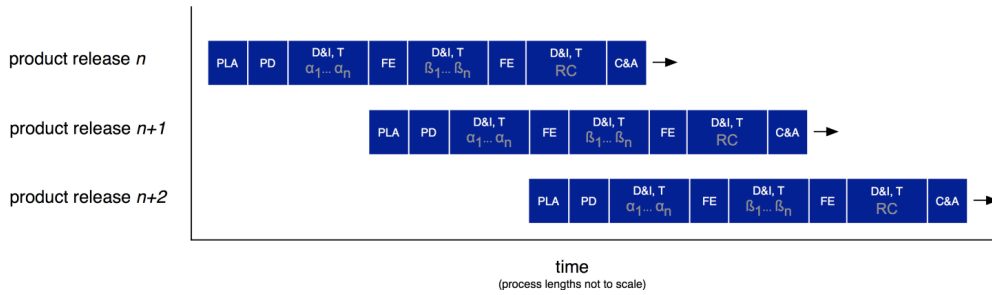 product release n
PLA PD D&I, T FE D&I, T FE D&I, T C&A
α1... αn ß1... ßn RC
product release n+1
PLA PD D&I, T FE D&I, T FE D&I, T C&A
α1... αn ß1... ßn RC
product release n+2
PLA PD D&I, T FE D&I, T FE D&I, T C&A
α1... αn ß1... ßn RC
time
(process lengths not to scale)